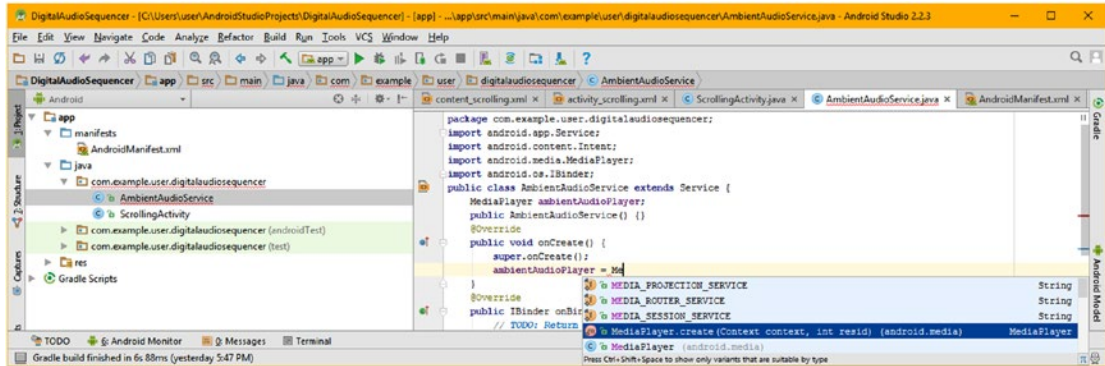 DigitalAudioSequencer - [C:\Users\user\AndroidStudioProjects\DigitalAudioSequencer] - [app] - ...\app\src\main\java\com\example\user\digitalaudiosequencer\AmbientAudioService.java - Android Studio 2.2.3
File Edit View Navigate Code Analyze Refactor Build Run Tools VCS Window Help
app
DigitalAudioSequencer app src main java com example user digitalaudiosequencer AmbientAudioService
Android content_scrolling.xml activity_scrolling.xml ScrollingActivity.java AmbientAudioService.java AndroidManifest.xml
1: Project
2: Structure
Captures
app
manifests
AndroidManifest.xml
java
com.example.user.digitalaudiosequencer
AmbientAudioService
ScrollingActivity
com.example.user.digitalaudiosequencer (androidTest)
com.example.user.digitalaudiosequencer (test)
res
Gradle Scripts
package com.example.user.digitalaudiosequencer;
import android.app.Service;
import android.content.Intent;
import android.media.MediaPlayer;
import android.os.IBinder;
public class AmbientAudioService extends Service {
MediaPlayer ambientAudioPlayer;
public AmbientAudioService() {}
@Override
public void onCreate() {
super.onCreate();
ambientAudioPlayer = Me
}
@Override
public IBinder onBin
// TODO: Return
MEDIA_PROJECTION_SERVICE String
MEDIA_ROUTER_SERVICE String
MEDIA_SESSION_SERVICE String
MediaPlayer.create(Context context, int resid) (android.media) MediaPlayer
MediaPlayer (android.media)
Press Ctrl+Shift+Space to show only variants that are suitable by type
Gradle
Android Model
TODO 6: Android Monitor 0: Messages Terminal
Gradle build finished in 6s 88ms (yesterday 5:47 PM)